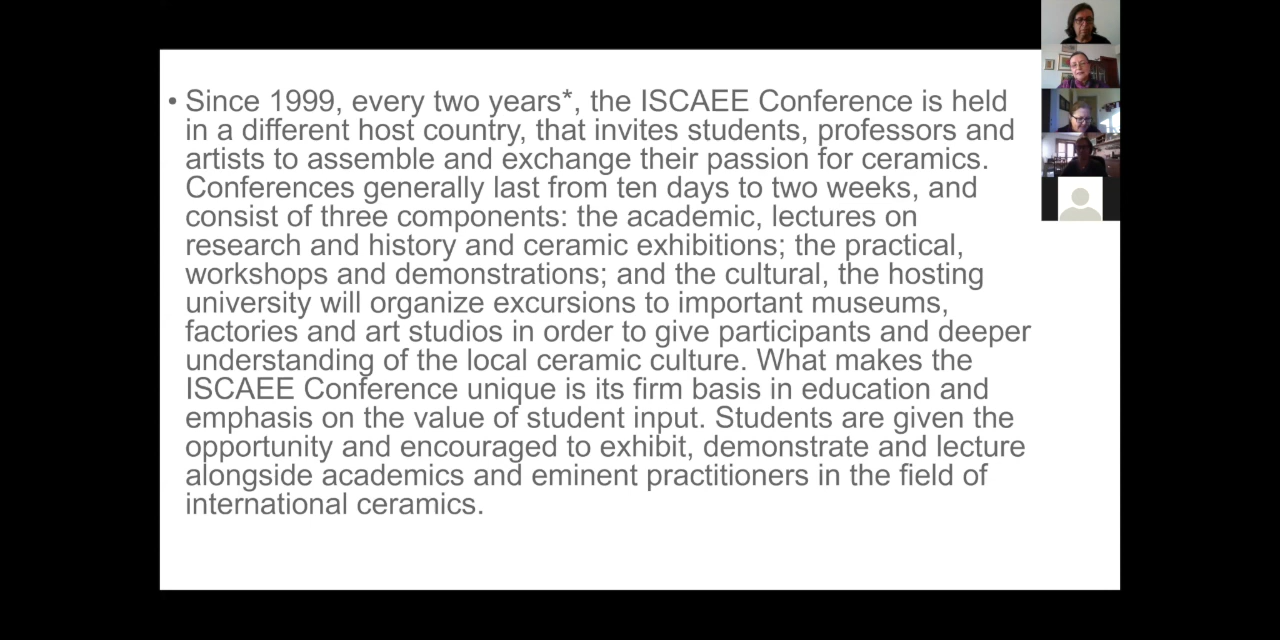 • Since 1999, every two years*, the ISCAEE Conference is held
in a different host country, that invites students, professors and
artists to assemble and exchange their passion for ceramics.
Conferences generally last from ten days to two weeks, and
consist of three components: the academic, lectures on
research and history and ceramic exhibitions; the practical,
workshops and demonstrations; and the cultural, the hosting
university will organize excursions to important museums,
factories and art studios in order to give participants and deeper
understanding of the local ceramic culture. What makes the
ISCAEE Conference unique is its firm basis in education and
emphasis on the value of student input. Students are given the
opportunity and encouraged to exhibit, demonstrate and lecture
alongside academics and eminent practitioners in the field of
international ceramics.